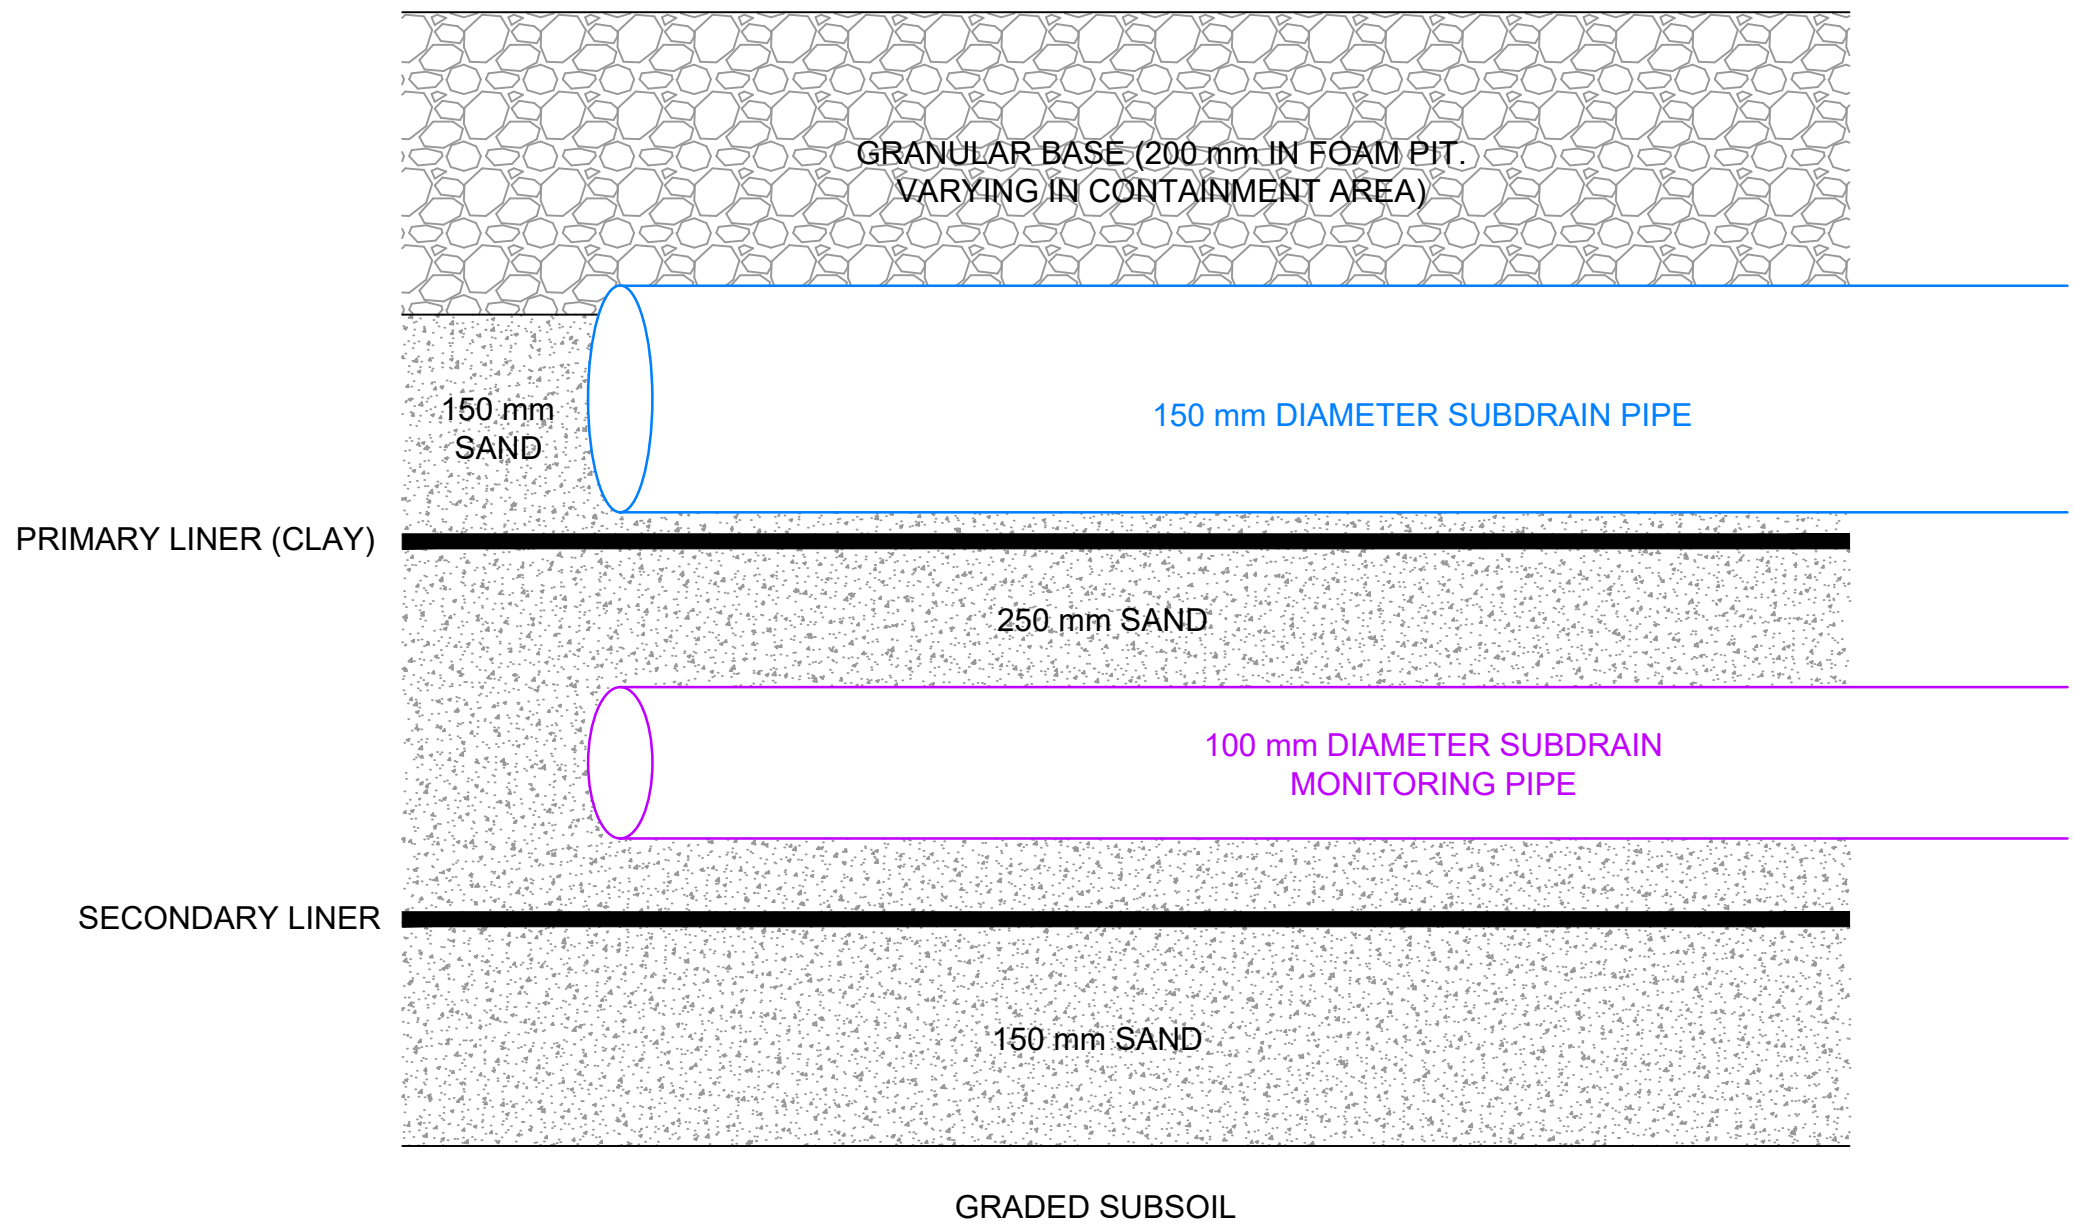 GRANULAR BASE (200 mm IN FOAM PIT.
VARYING IN CONTAINMENT AREA)
150 mm
SAND
150 mm DIAMETER SUBDRAIN PIPE
PRIMARY LINER (CLAY)
250 mm SAND
100 mm DIAMETER SUBDRAIN
MONITORING PIPE
SECONDARY LINER
150 mm SAND
GRADED SUBSOIL